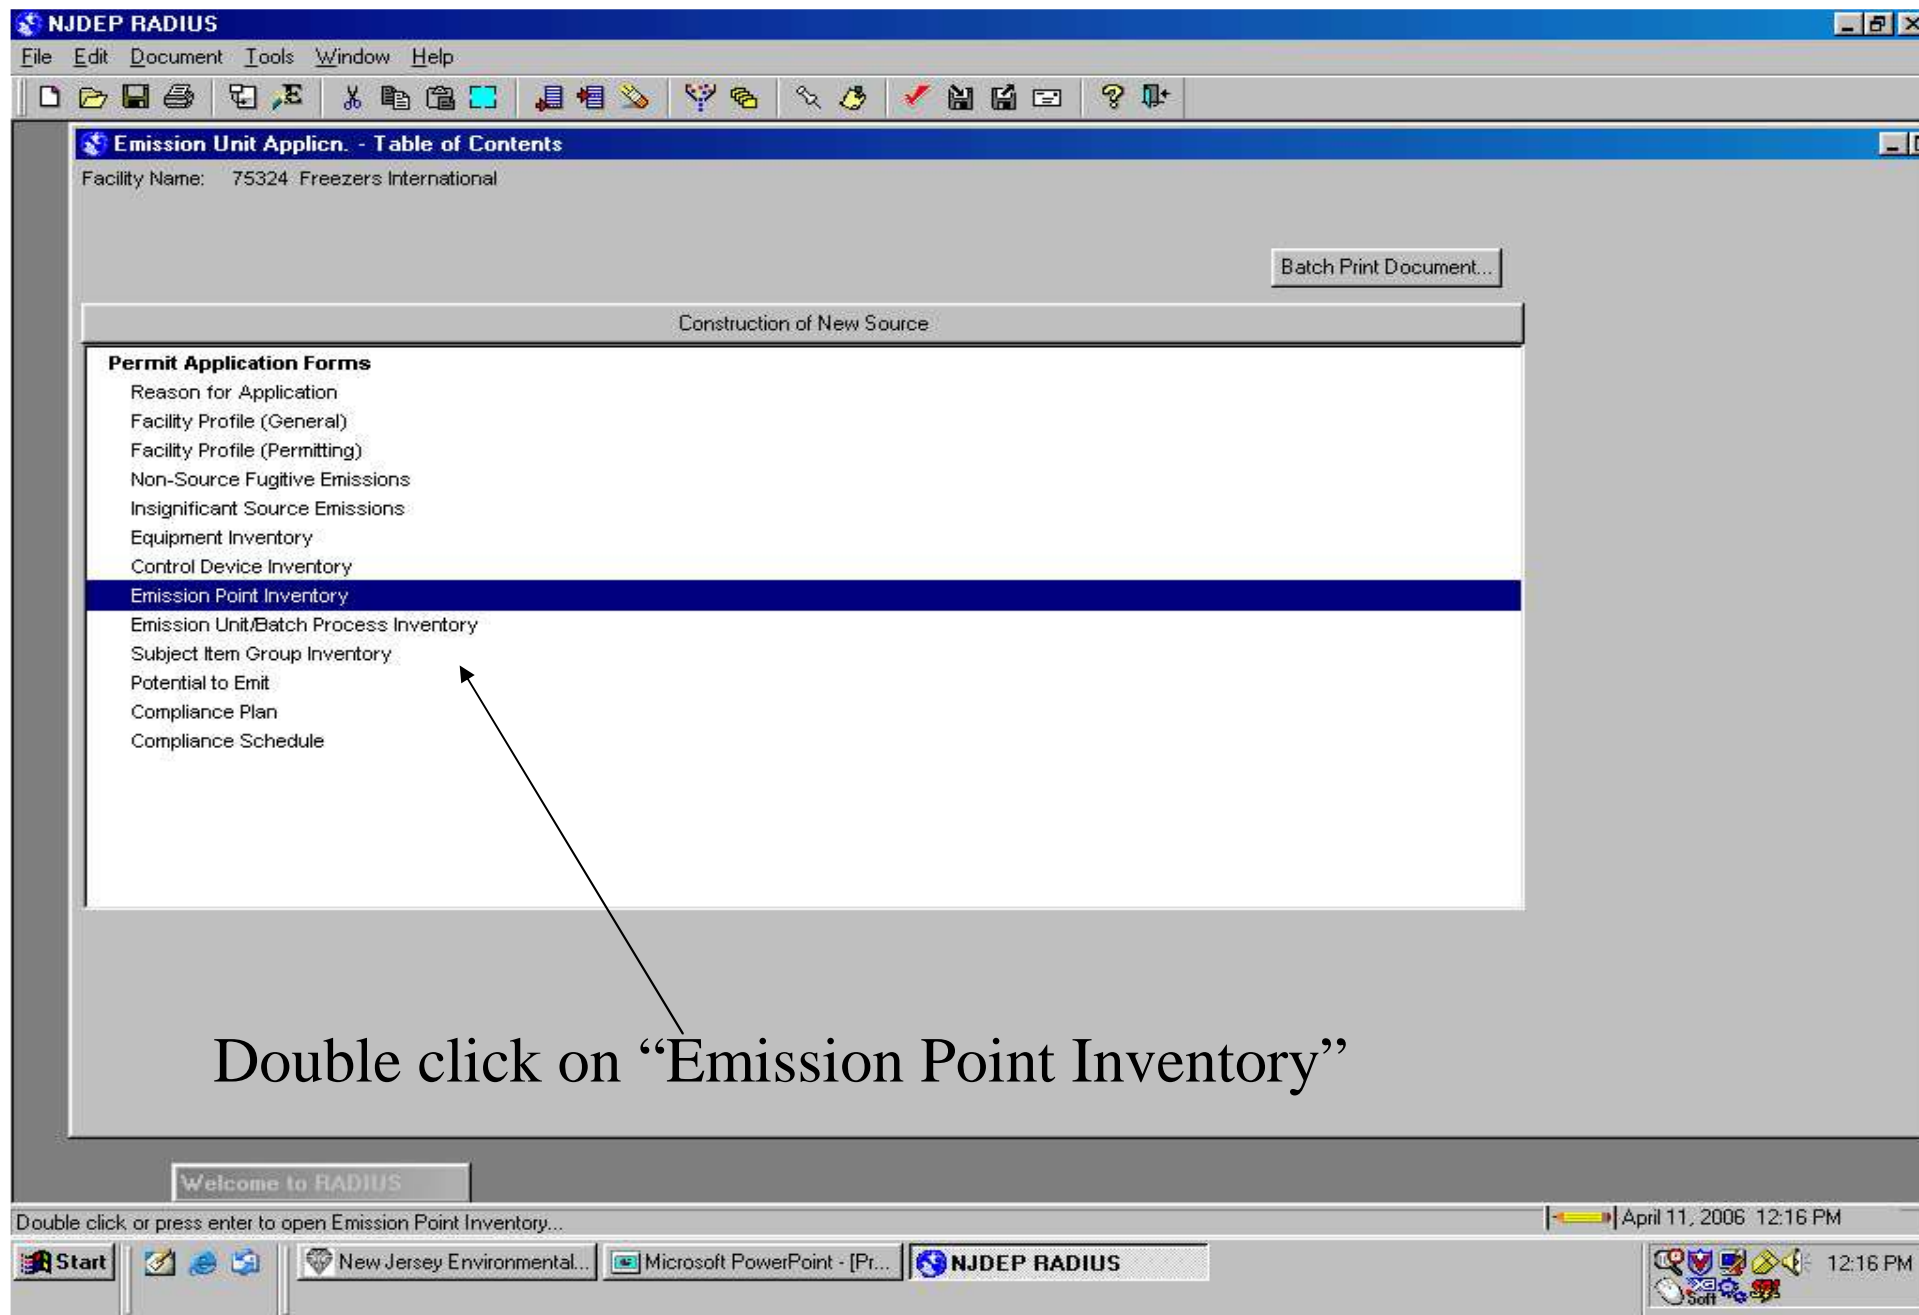 NJDEP RADIUS
File Edit Document Tools Window Help
Emission Unit Applicn. - Table of Contents
Facility Name: 75324 Freezers International
Batch Print Document...
Construction of New Source
Permit Application Forms
Reason for Application
Facility Profile (General)
Facility Profile (Permitting)
Non-Source Fugitive Emissions
Insignificant Source Emissions
Equipment Inventory
Control Device Inventory
Emission Point Inventory
Emission Unit/Batch Process Inventory
Subject Item Group Inventory
Potential to Emit
Compliance Plan
Compliance Schedule
Double click on “Emission Point Inventory”
Welcome to RADIUS
Double click or press enter to open Emission Point Inventory...
April 11, 2006 12:16 PM
Start New Jersey Environmental... Microsoft PowerPoint - [Pr... NJDEP RADIUS 12:16 PM
Soft